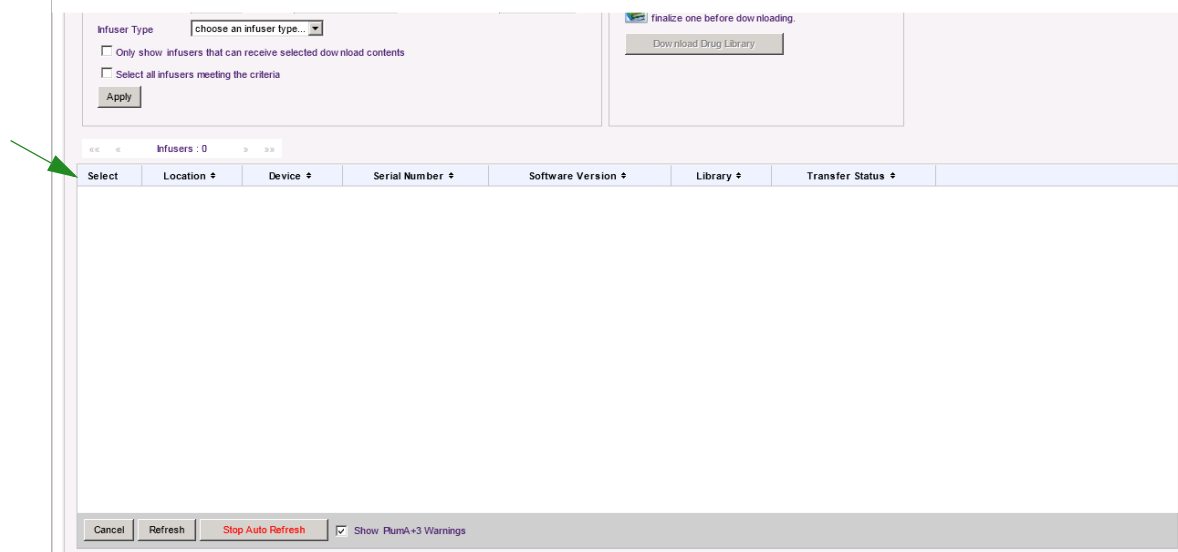 Infuser Type choose an infuser type...
Only show infusers that can receive selected download contents
Select all infusers meeting the criteria
Apply
finalize one before downloading.
Download Drug Library
«« « Infusers : 0 » »»
Select Location Device Serial Number Software Version Library Transfer Status
Cancel Refresh Stop Auto Refresh Show PlumA+3 Warnings